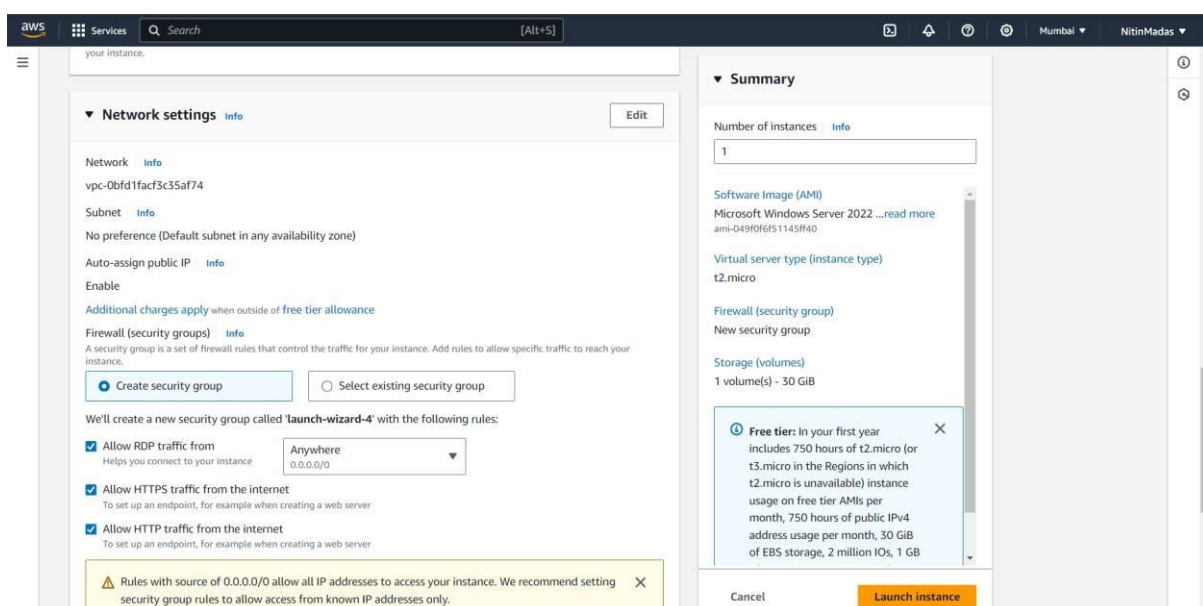 aws
Services
Search
[Alt+S]
Mumbai
NitinMadas
your instance.
Network settings Info
Edit
Network Info
vpc-0bfd1facf3c35af74
Subnet Info
No preference (Default subnet in any availability zone)
Auto-assign public IP Info
Enable
Additional charges apply when outside of free tier allowance
Firewall (security groups) Info
A security group is a set of firewall rules that control the traffic for your instance. Add rules to allow specific traffic to reach your
instance.
Create security group
Select existing security group
We'll create a new security group called 'launch-wizard-4' with the following rules:
Allow RDP traffic from
Helps you connect to your instance
Anywhere
0.0.0.0/0
Allow HTTPS traffic from the internet
To set up an endpoint, for example when creating a web server
Allow HTTP traffic from the internet
To set up an endpoint, for example when creating a web server
Rules with source of 0.0.0.0/0 allow all IP addresses to access your instance. We recommend setting
security group rules to allow access from known IP addresses only.
Summary
Number of instances Info
1
Software Image (AMI)
Microsoft Windows Server 2022 ...read more
ami-049f0f6f51145ff40
Virtual server type (instance type)
t2.micro
Firewall (security group)
New security group
Storage (volumes)
1 volume(s) - 30 GiB
Free tier: In your first year
includes 750 hours of t2.micro (or
t3.micro in the Regions in which
t2.micro is unavailable) instance
usage on free tier AMIs per
month, 750 hours of public IPv4
address usage per month, 30 GiB
of EBS storage, 2 million IOs, 1 GB
Cancel
Launch instance